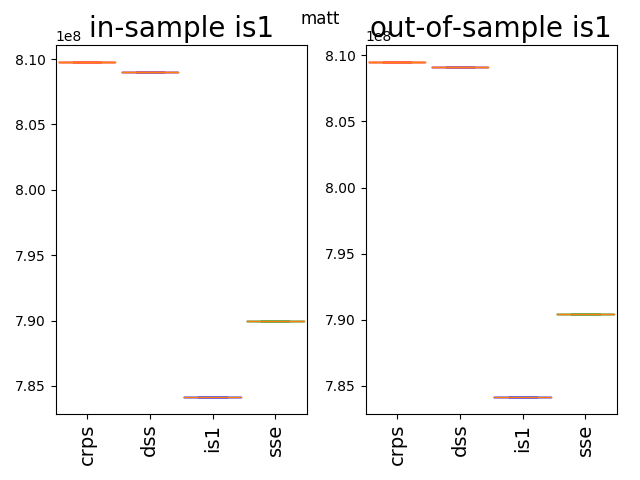 matt
in-sample is1
1e8
8.10
8.05
8.00
7.95
7.90
7.85
crps
dss
is1
sse
out-of-sample is1
1e8
8.10
8.05
8.00
7.95
7.90
7.85
crps
dss
is1
sse